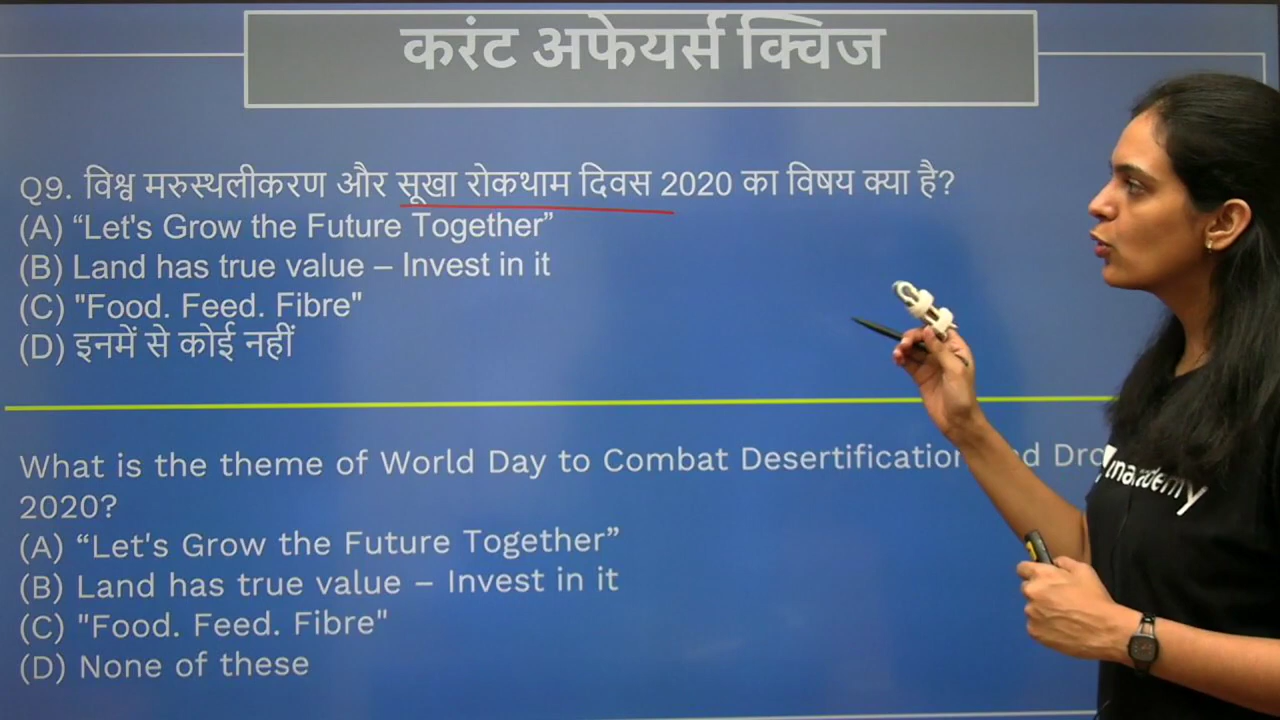 करंट अफेयर्स क्विज
Q9. विश्व मरुस्थलीकरण और सूखा रोकथाम दिवस 2020 का विषय क्या है?
(A) “Let's Grow the Future Together”
(B) Land has true value – Invest in it
(C) "Food. Feed. Fibre"
(D) इनमें से कोई नहीं
What is the theme of World Day to Combat Desertification
2020?
(A) “Let's Grow the Future Together”
(B) Land has true value – Invest in it
(C) "Food. Feed. Fibre"
(D) None of these